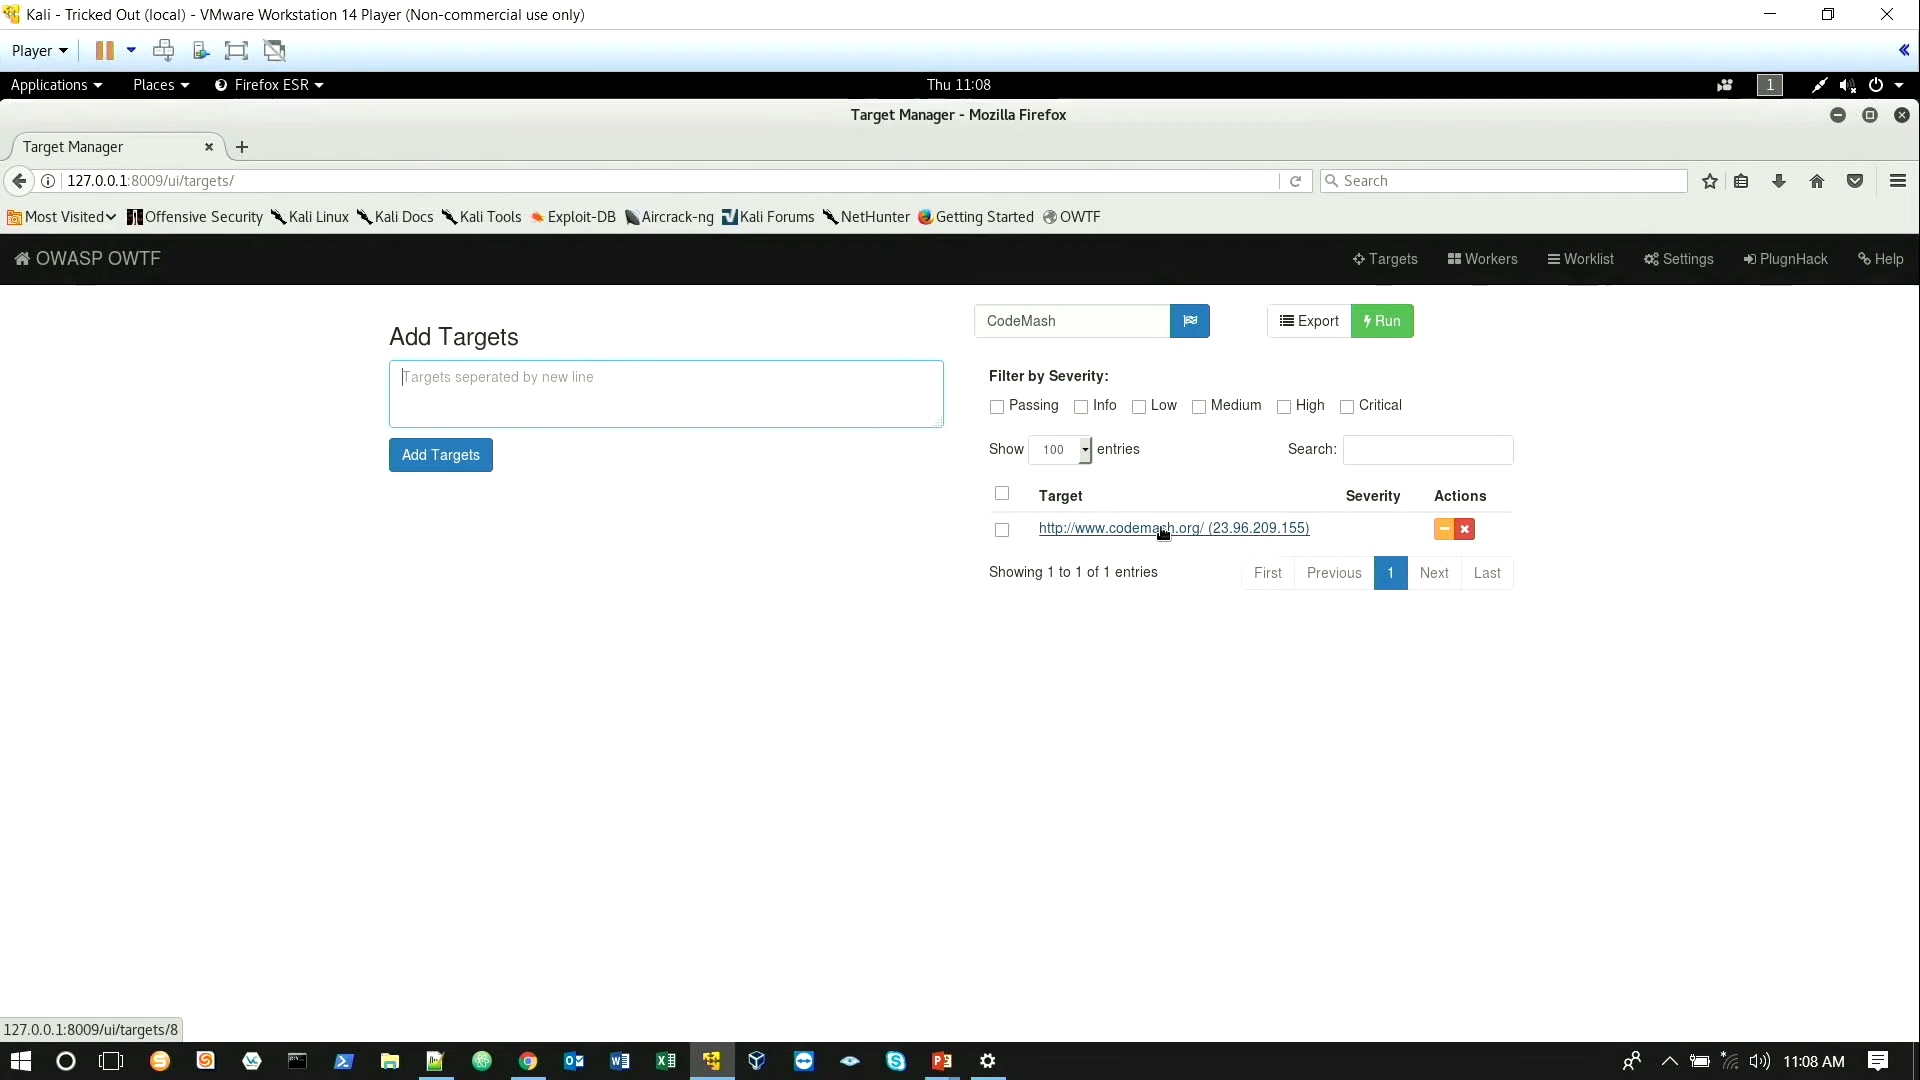 Kali - Tricked Out (local) - VMware Workstation 14 Player (Non-commercial use only)
Player
Applications Places Firefox ESR Thu 11:08 1
Target Manager - Mozilla Firefox
Target Manager
127.0.0.1:8009/ui/targets/ Search
Most Visited Offensive Security Kali Linux Kali Docs Kali Tools Exploit-DB Aircrack-ng Kali Forums NetHunter Getting Started OWTF
OWASP OWTF Targets Workers Worklist Settings PlugnHack Help
CodeMash Export Run
Add Targets
Targets seperated by new line
Add Targets
Filter by Severity:
Passing Info Low Medium High Critical
Show 100 entries Search:
Target Severity Actions
http://www.codemash.org/ (23.96.209.155)
Showing 1 to 1 of 1 entries First Previous 1 Next Last
127.0.0.1:8009/ui/targets/8
11:08 AM